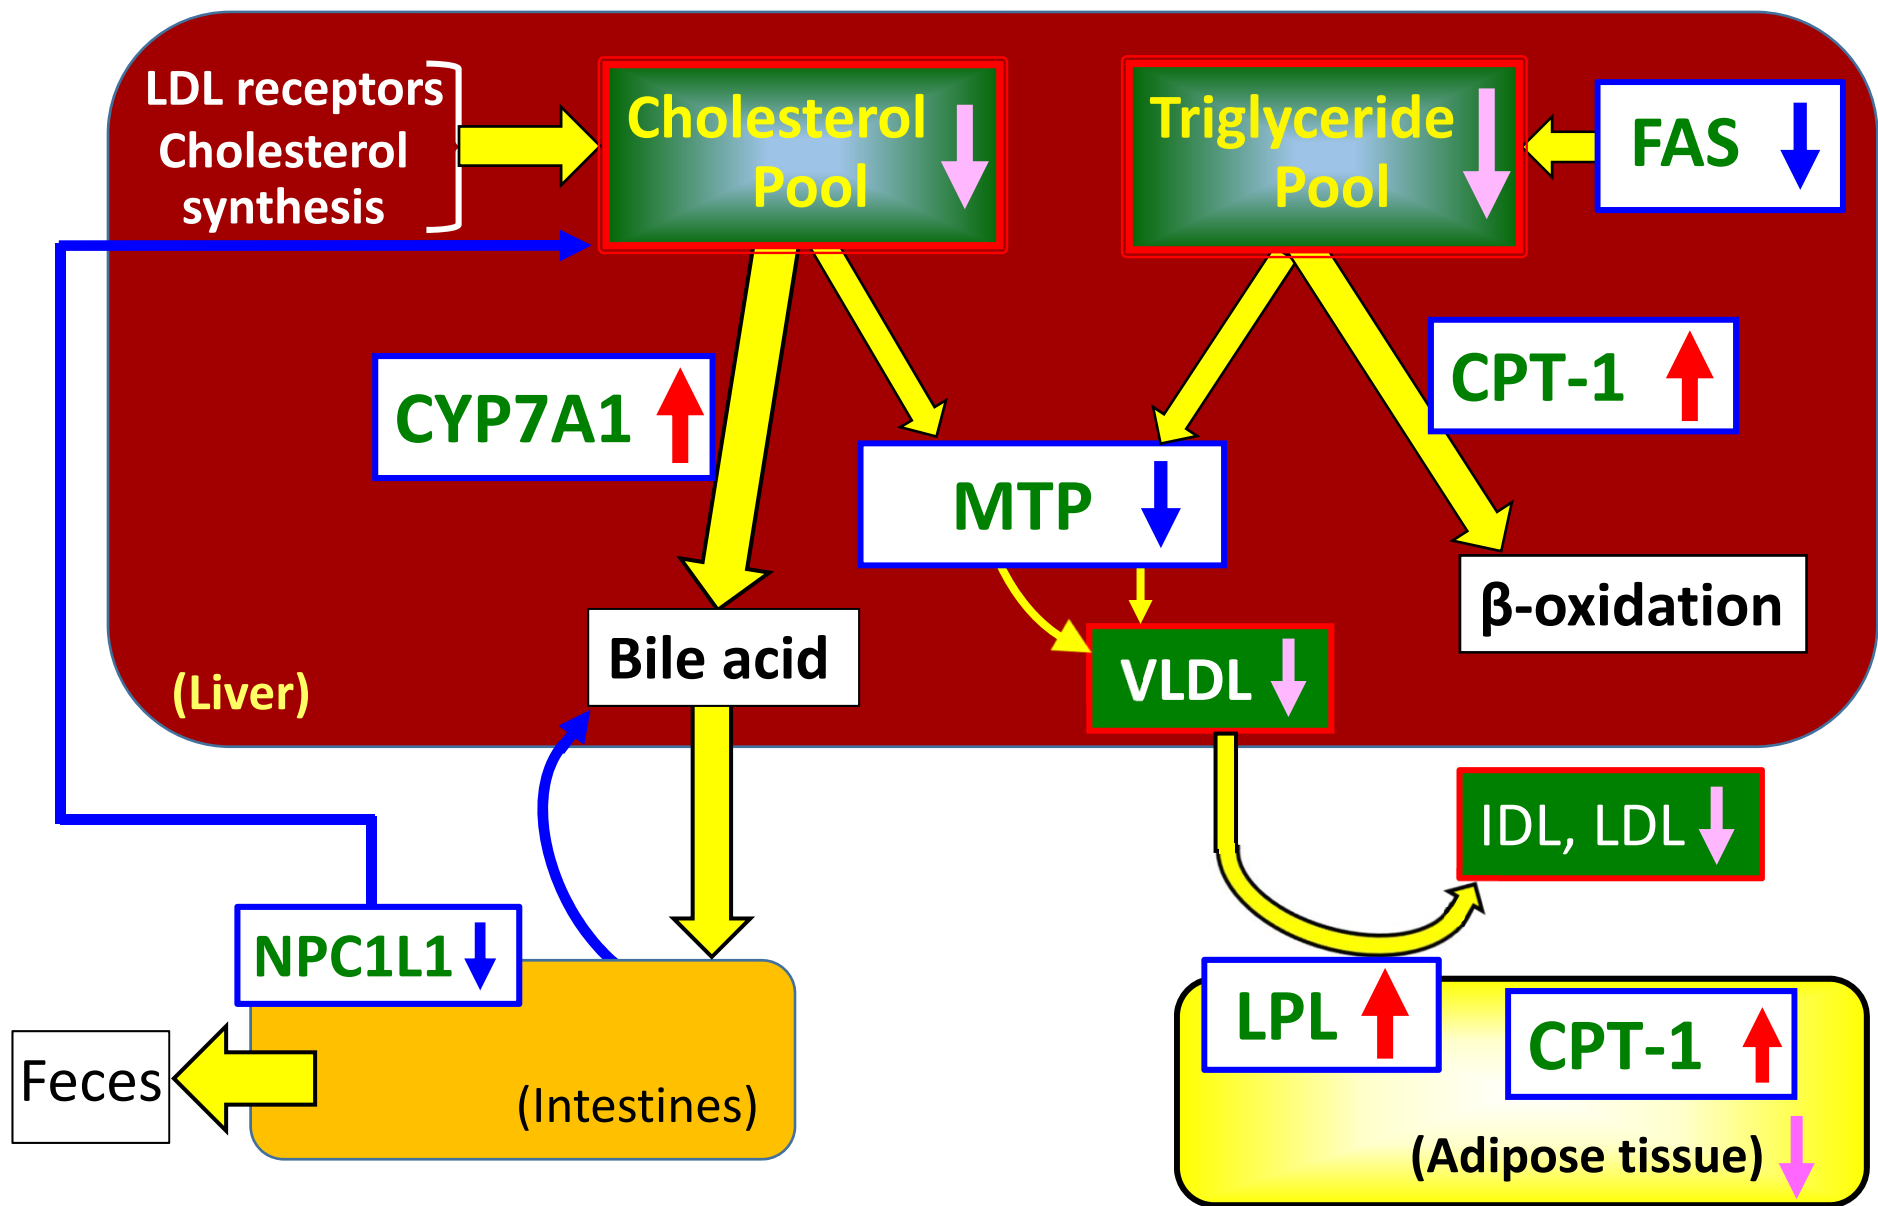 LDL receptors
Cholesterol
synthesis
Cholesterol
Pool
Triglyceride
Pool
FAS
CYP7A1
CPT-1
MTP
β-oxidation
Bile acid
VLDL
(Liver)
IDL, LDL
NPC1L1
LPL
CPT-1
Feces
(Intestines)
(Adipose tissue)